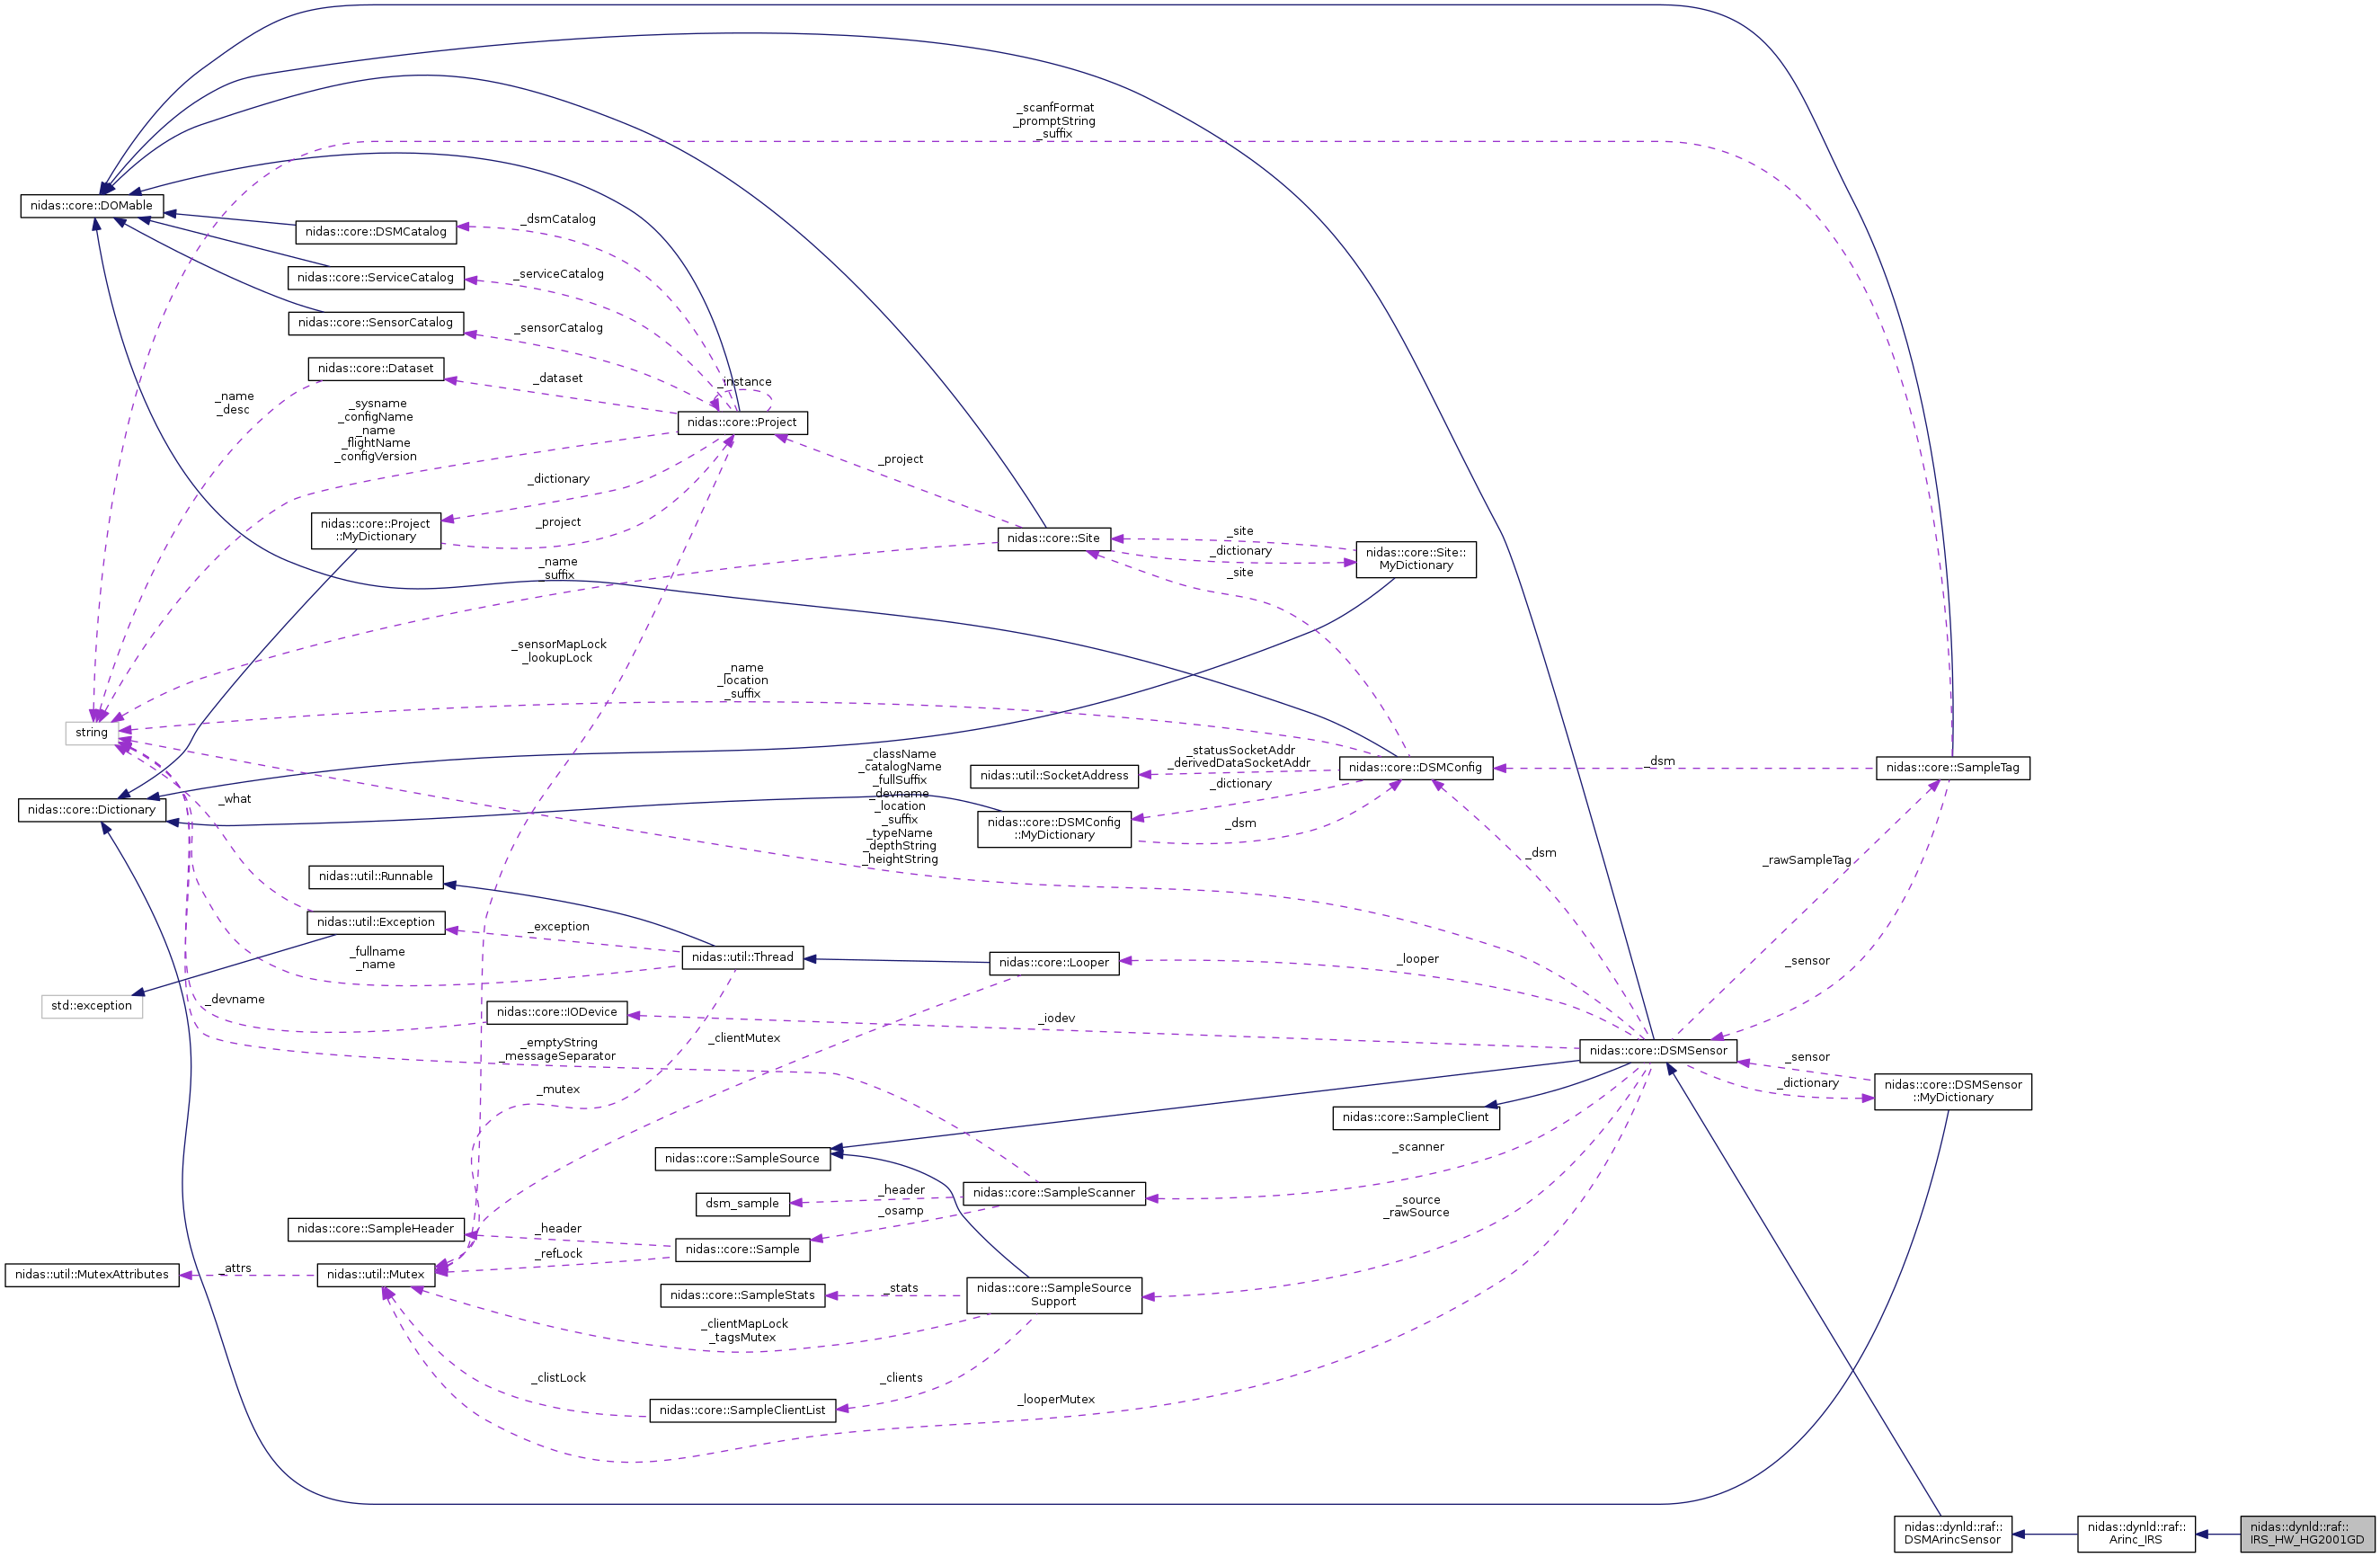 _scanfFormat
_promptString
_suffix
nidas::core::DOMable
_dsmCatalog
nidas::core::DSMCatalog
_serviceCatalog
nidas::core::ServiceCatalog
_sensorCatalog
nidas::core::SensorCatalog
nidas::core::Dataset
_dataset
_instance
_name
_desc
_sysname
_configName
_name
_flightName
_configVersion
nidas::core::Project
_project
_dictionary
nidas::core::Project
::MyDictionary
_project
nidas::core::Site
_site
_dictionary
_site
nidas::core::Site::
MyDictionary
_name
_suffix
_sensorMapLock
_lookupLock
_name
_location
_suffix
string
_statusSocketAddr
_derivedDataSocketAddr
nidas::util::SocketAddress
nidas::core::DSMConfig
_dsm
nidas::core::SampleTag
_className
_catalogName
_fullSuffix
_devname
_location
_suffix
_typeName
_depthString
_heightString
_dictionary
nidas::core::Dictionary
_what
nidas::core::DSMConfig
::MyDictionary
_dsm
_dsm
_rawSampleTag
nidas::util::Runnable
nidas::util::Exception
_exception
_fullname
_name
nidas::util::Thread
nidas::core::Looper
_looper
_sensor
std::exception
_devname
nidas::core::IODevice
_iodev
_clientMutex
_emptyString
_messageSeparator
nidas::core::DSMSensor
_sensor
_dictionary
nidas::core::DSMSensor
::MyDictionary
_mutex
nidas::core::SampleClient
nidas::core::SampleSource
_scanner
_header
nidas::core::SampleScanner
dsm_sample
_osamp
_source
_rawSource
nidas::core::SampleHeader
_header
nidas::core::Sample
_refLock
nidas::util::MutexAttributes
_attrs
nidas::util::Mutex
nidas::core::SampleStats
_stats
nidas::core::SampleSource
Support
_clientMapLock
_tagsMutex
_clistLock
_clients
nidas::core::SampleClientList
_looperMutex
nidas::dynld::raf::
DSMArincSensor
nidas::dynld::raf::
Arinc_IRS
nidas::dynld::raf::
IRS_HW_HG2001GD